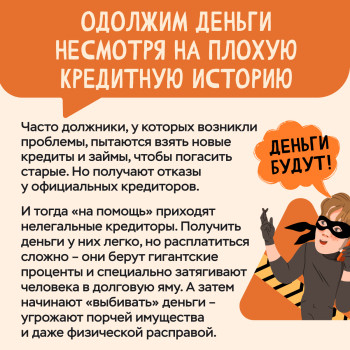 ОДОЛЖИМ ДЕНЬГИ
НЕСМОТРЯ НА ПЛОХУЮ
КРЕДИТНУЮ ИСТОРИЮ
Часто должники, у которых возникли
проблемы, пытаются взять новые
кредиты и займы, чтобы погасить
старые. Но получают отказы
у официальных кредиторов.
ДЕНЬГИ
БУДУТ!
И тогда «на помощь» приходят
нелегальные кредиторы. Получить
деньги у них легко, но расплатиться
сложно – они берут гигантские
проценты и специально затягивают
человека в долговую яму. А затем
начинают «выбивать» деньги –
угрожают порчей имущества
и даже физической расправой.